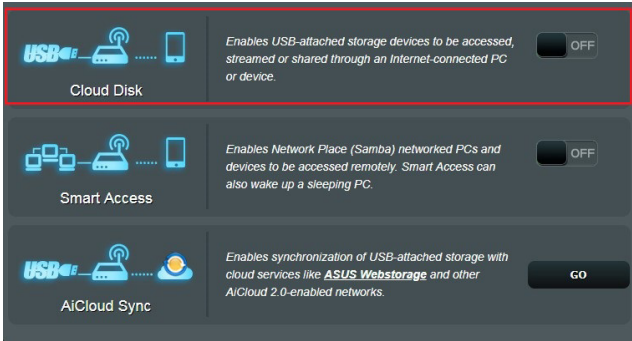 USB
Cloud Disk
Enables USB-attached storage devices to be accessed,
streamed or shared through an Internet-connected PC
or device.
OFF
Smart Access
Enables Network Place (Samba) networked PCs and
devices to be accessed remotely. Smart Access can
also wake up a sleeping PC.
OFF
USB
AiCloud Sync
Enables synchronization of USB-attached storage with
cloud services like ASUS Webstorage and other
AiCloud 2.0-enabled networks.
GO